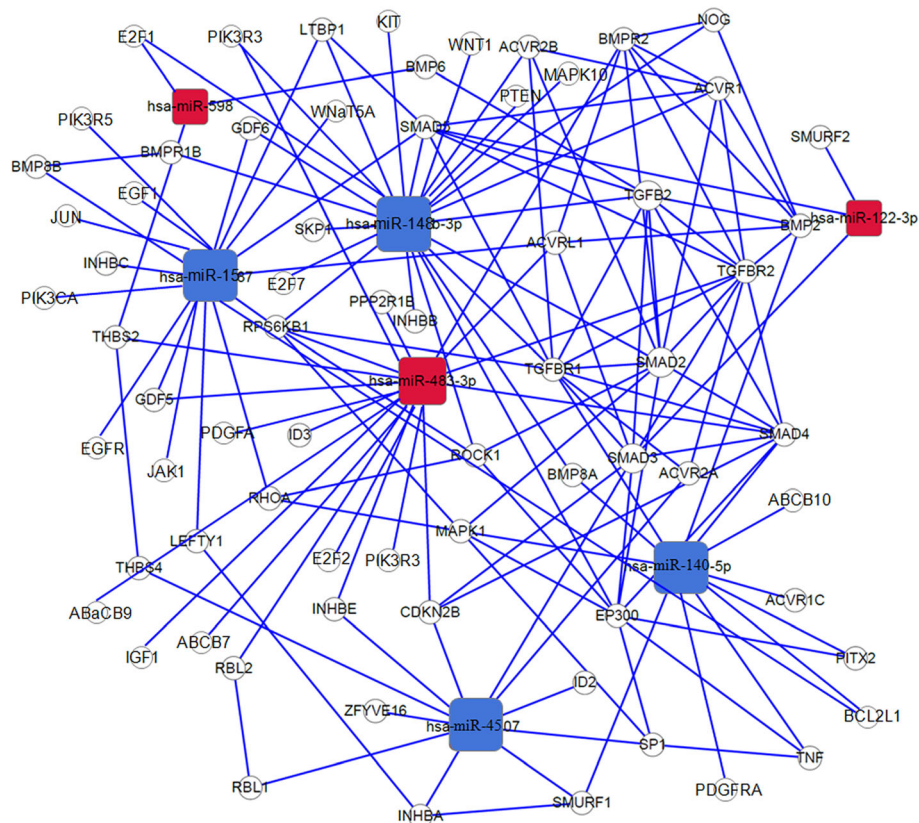 E2F1
PIK3R3
LTBP1
KIT
WNT1
ACVR2B
BMPR2
NOG
BMP6
MAPK10
PTEN
ACVR1
hsa-miR-598
WNaT5A
PIK3R5
GDF6
SMAD5
SMURF2
BMP8B
BMPR1B
EGF1
TGFB2
JUN
SKP1
hsa-miR-148b-3p
hsa-miR-122-3p
BMP2
ACVRL1
INHBC
hsa-miR-1587
TGFBR2
E2F7
PIK3CA
PPP2R1B
INHBB
RPS6KB1
THBS2
SMAD2
TGFBR1
hsa-miR-483-3p
GDF5
PDGFA
ID3
SMAD4
EGFR
JAK1
ROCK1
SMAD3
BMP8A
ACVR2A
RHOA
ABCB10
MAPK1
LEFTY1
THBS4
E2F2
PIK3R3
hsa-miR-140-5p
ABaCB9
INHBE
CDKN2B
EP300
ACVR1C
IGF1
ABCB7
RBL2
PITX2
ID2
ZFYVE16
BCL2L1
hsa-miR-4507
SP1
TNF
RBL1
PDGFRA
INHBA
SMURF1